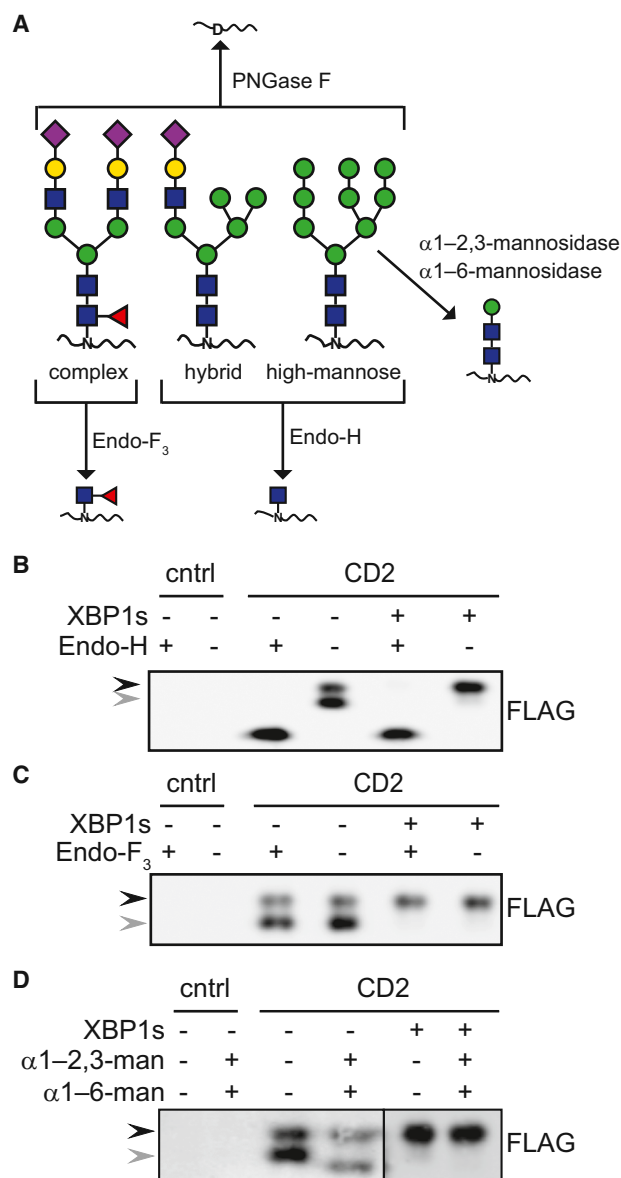 A
D
PNGase F
α1–2,3-mannosidase
α1–6-mannosidase
N N N N
complex hybrid high-mannose
Endo-F₃ Endo-H
N N
B
cntrl CD2
XBP1s - - - - + +
Endo-H + - + - + -
FLAG
C
cntrl CD2
XBP1s - - - - + +
Endo-F₃ + - + - + -
FLAG
D
cntrl CD2
XBP1s - - - - + +
α1–2,3-man - + - + - +
α1–6-man - + - + - +
FLAG